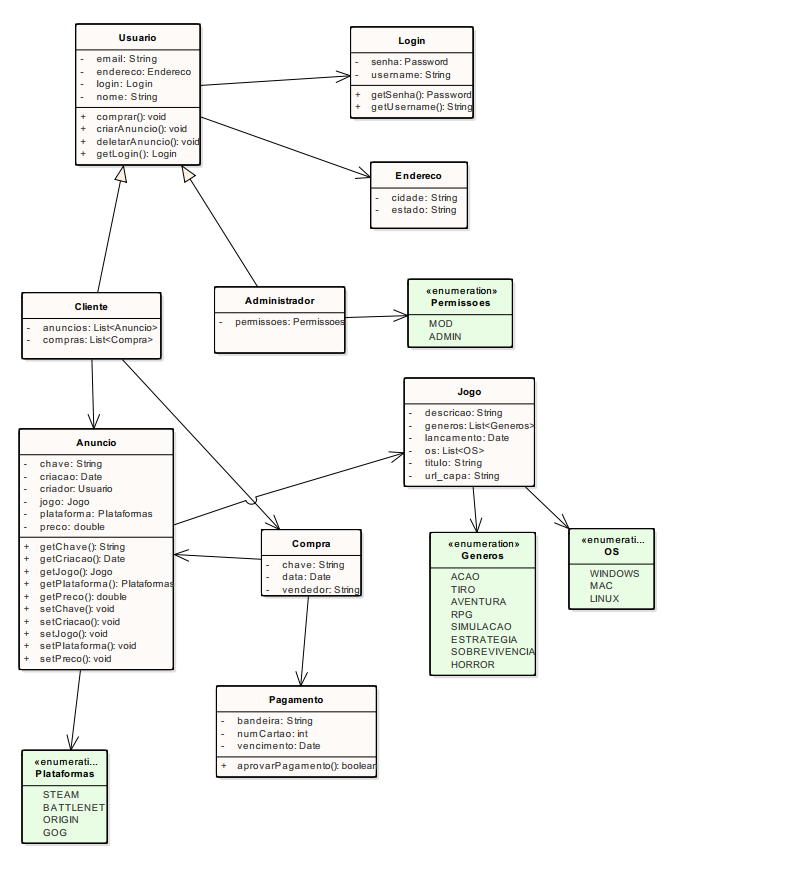 Usuario
- email: String
- endereco: Endereco
- login: Login
- nome: String
+ comprar(): void
+ criarAnuncio(): void
+ deletarAnuncio(): void
+ getLogin(): Login
Login
- senha: Password
- username: String
+ getSenha(): Password
+ getUsername(): String
Endereco
- cidade: String
- estado: String
Cliente
- anuncios: List<Anuncio>
- compras: List<Compra>
Administrador
- permissoes: Permissoes
«enumeration»
Permissoes
MOD
ADMIN
Jogo
- descricao: String
- generos: List<Generos>
- lancamento: Date
- os: List<OS>
- titulo: String
- url_capa: String
Anuncio
- chave: String
- criacao: Date
- criador: Usuario
- jogo: Jogo
- plataforma: Plataformas
- preco: double
+ getChave(): String
+ getCriacao(): Date
+ getJogo(): Jogo
+ getPlataforma(): Plataformas
+ getPreco(): double
+ setChave(): void
+ setCriacao(): void
+ setJogo(): void
+ setPlataforma(): void
+ setPreco(): void
Compra
- chave: String
- data: Date
- vendedor: String
«enumeration»
Generos
ACAO
TIRO
AVENTURA
RPG
SIMULACAO
ESTRATEGIA
SOBREVIVENCIA
HORROR
«enumerati...
OS
WINDOWS
MAC
LINUX
Pagamento
- bandeira: String
- numCartao: int
- vencimento: Date
+ aprovarPagamento(): boolean
«enumerati...
Plataformas
STEAM
BATTLENET
ORIGIN
GOG